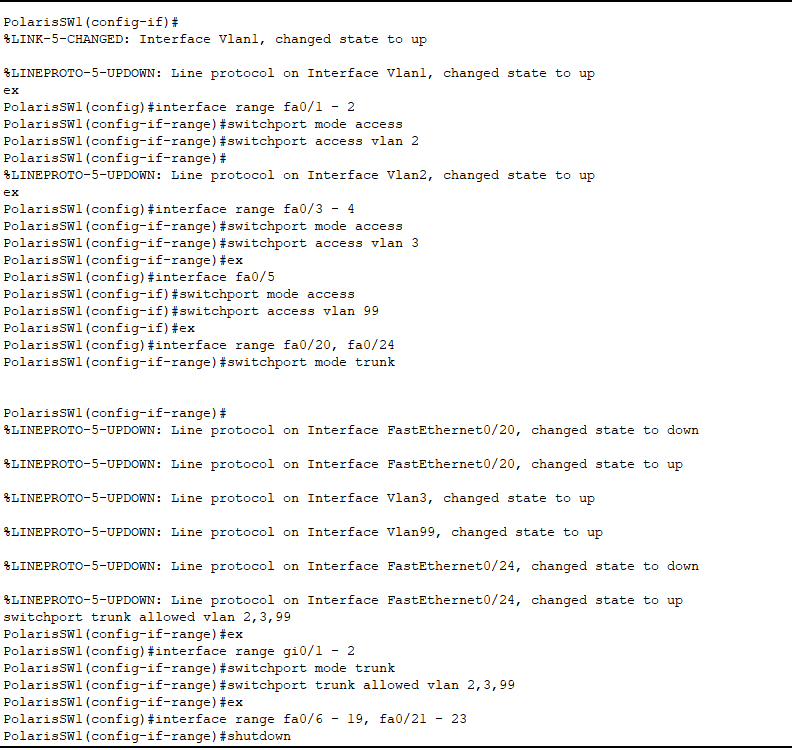 PolarisSW1(config-if)#
%LINK-5-CHANGED: Interface Vlan1, changed state to up
%LINEPROTO-5-UPDOWN: Line protocol on Interface Vlan1, changed state to up
ex
PolarisSW1(config)#interface range fa0/1 - 2
PolarisSW1(config-if-range)#switchport mode access
PolarisSW1(config-if-range)#switchport access vlan 2
PolarisSW1(config-if-range)#
%LINEPROTO-5-UPDOWN: Line protocol on Interface Vlan2, changed state to up
ex
PolarisSW1(config)#interface range fa0/3 - 4
PolarisSW1(config-if-range)#switchport mode access
PolarisSW1(config-if-range)#switchport access vlan 3
PolarisSW1(config-if-range)#ex
PolarisSW1(config)#interface fa0/5
PolarisSW1(config-if)#switchport mode access
PolarisSW1(config-if)#switchport access vlan 99
PolarisSW1(config-if)#ex
PolarisSW1(config)#interface range fa0/20, fa0/24
PolarisSW1(config-if-range)#switchport mode trunk
PolarisSW1(config-if-range)#
%LINEPROTO-5-UPDOWN: Line protocol on Interface FastEthernet0/20, changed state to down
%LINEPROTO-5-UPDOWN: Line protocol on Interface FastEthernet0/20, changed state to up
%LINEPROTO-5-UPDOWN: Line protocol on Interface Vlan3, changed state to up
%LINEPROTO-5-UPDOWN: Line protocol on Interface Vlan99, changed state to up
%LINEPROTO-5-UPDOWN: Line protocol on Interface FastEthernet0/24, changed state to down
%LINEPROTO-5-UPDOWN: Line protocol on Interface FastEthernet0/24, changed state to up
switchport trunk allowed vlan 2,3,99
PolarisSW1(config-if-range)#ex
PolarisSW1(config)#interface range gi0/1 - 2
PolarisSW1(config-if-range)#switchport mode trunk
PolarisSW1(config-if-range)#switchport trunk allowed vlan 2,3,99
PolarisSW1(config-if-range)#ex
PolarisSW1(config)#interface range fa0/6 - 19, fa0/21 - 23
PolarisSW1(config-if-range)#shutdown